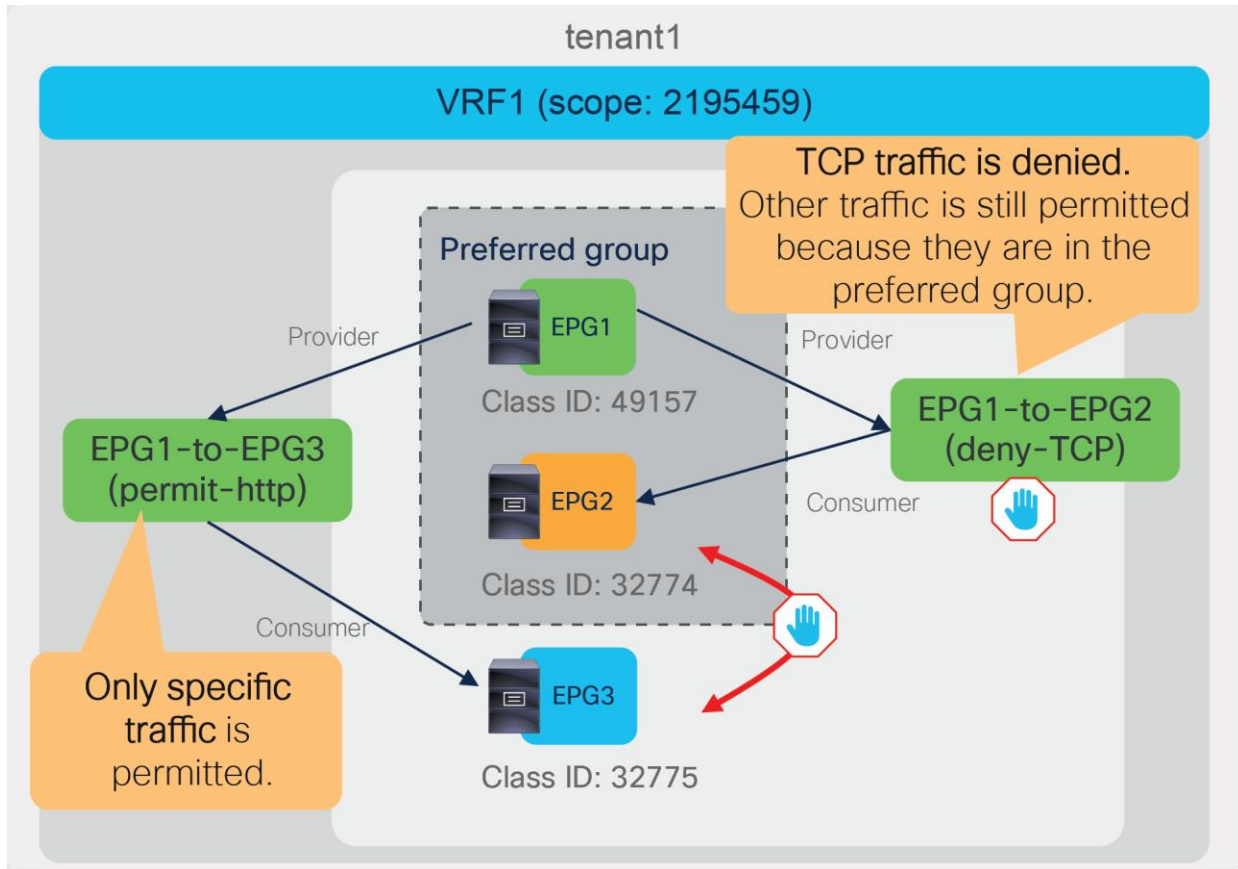 tenant1
VRF1 (scope: 2195459)
TCP traffic is denied.
Other traffic is still permitted
because they are in the
preferred group.
Preferred group
EPG1
Class ID: 49157
Provider
Provider
EPG1-to-EPG3
(permit-http)
EPG1-to-EPG2
(deny-TCP)
EPG2
Class ID: 32774
Consumer
Consumer
Only specific
traffic is
permitted.
EPG3
Class ID: 32775